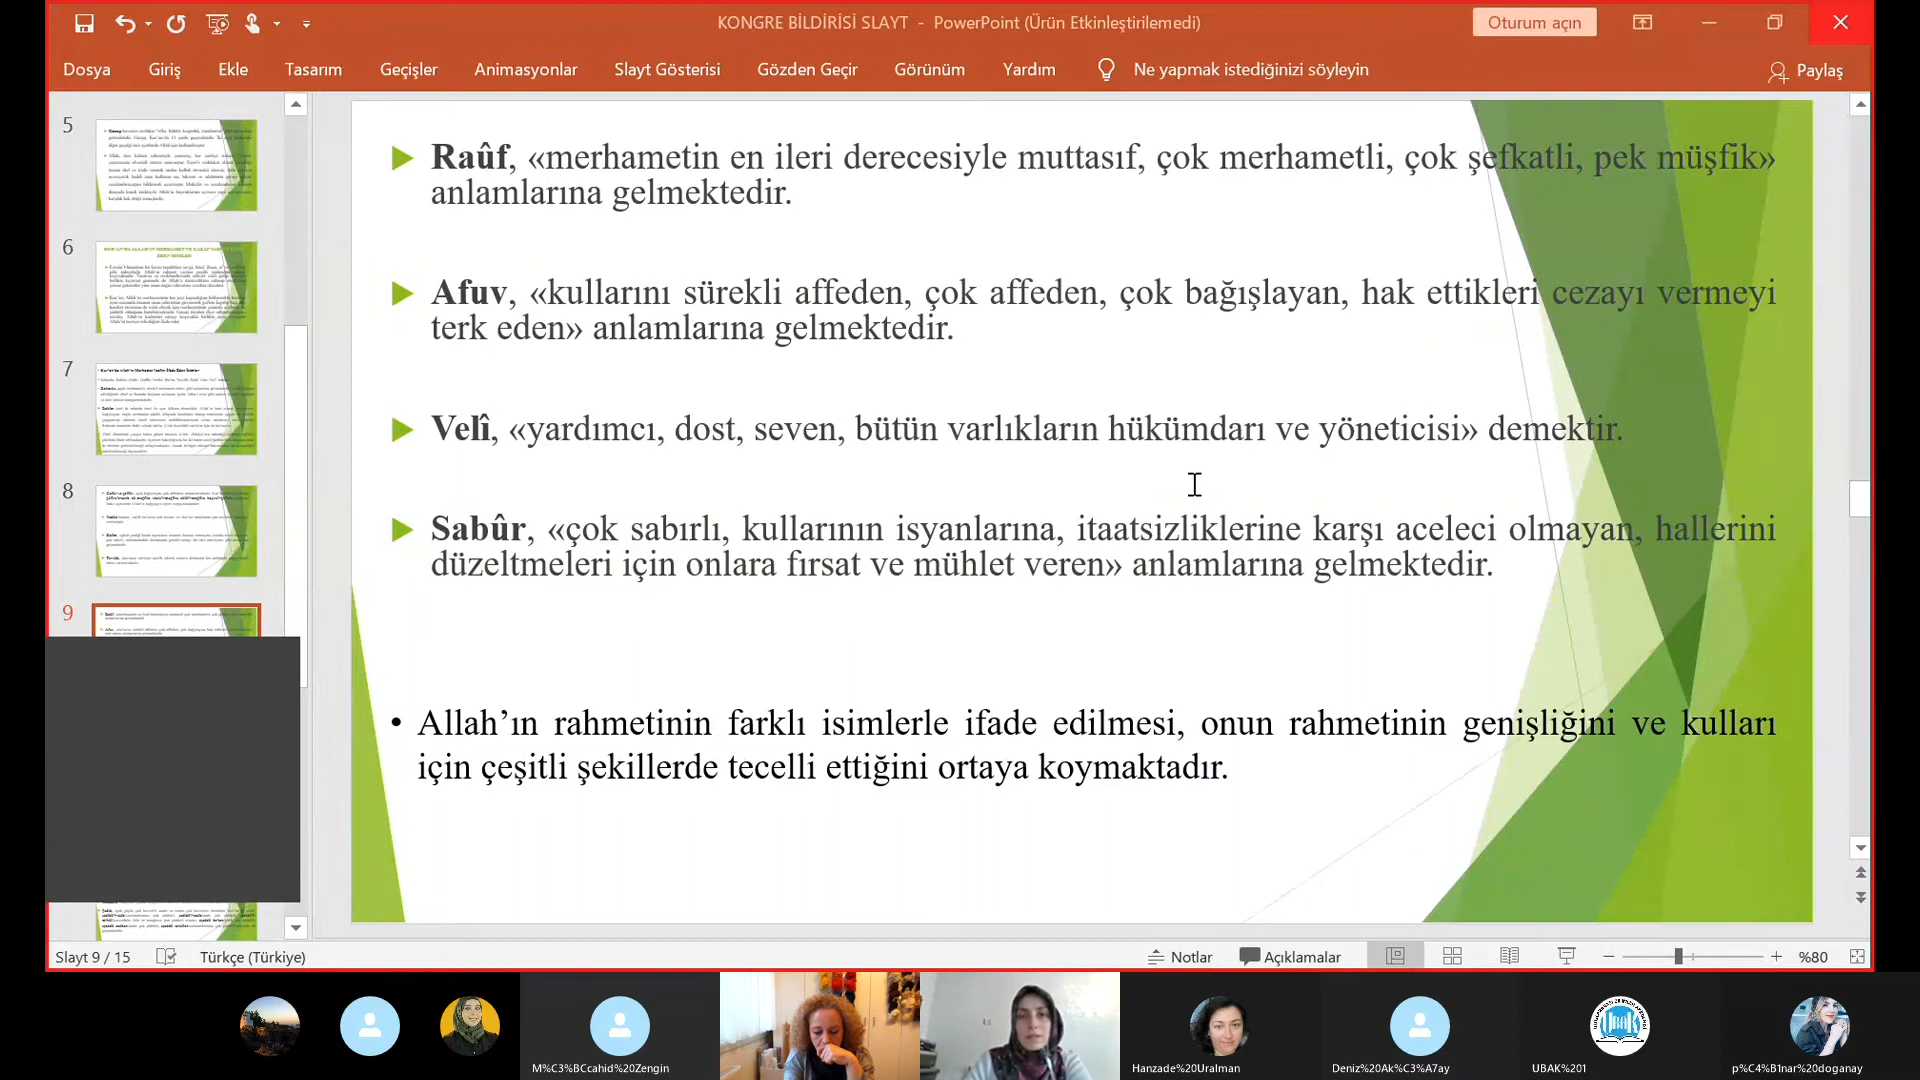 KONGRE BİLDİRİSİ SLAYT - PowerPoint (Ürün Etkinleştirilemedi)
Oturum açın
Dosya Giriş Ekle Tasarım Geçişler Animasyonlar Slayt Gösterisi Gözden Geçir Görünüm Yardım Ne yapmak istediğinizi söyleyin Paylaş
5
6
7
8
9
Raûf, «merhametin en ileri derecesiyle muttasıf, çok merhametli, çok şefkatli, pek müşfik»
anlamlarına gelmektedir.
Afuv, «kullarını sürekli affeden, çok affeden, çok bağışlayan, hak ettikleri cezayı vermeyi
terk eden» anlamlarına gelmektedir.
Velî, «yardımcı, dost, seven, bütün varlıkların hükümdarı ve yöneticisi» demektir.
Sabûr, «çok sabırlı, kullarının isyanlarına, itaatsizliklerine karşı aceleci olmayan, hallerini
düzeltmeleri için onlara fırsat ve mühlet veren» anlamlarına gelmektedir.
• Allah’ın rahmetinin farklı isimlerle ifade edilmesi, onun rahmetinin genişliğini ve kulları
için çeşitli şekillerde tecelli ettiğini ortaya koymaktadır.
Slayt 9 / 15 Türkçe (Türkiye) Notlar Açıklamalar %80
UBAK
M%C3%BCcahid%20Zengin
Hanzade%20Uralman
Deniz%20Ak%C3%A7ay
UBAK%201
p%C4%B1nar%20doganay